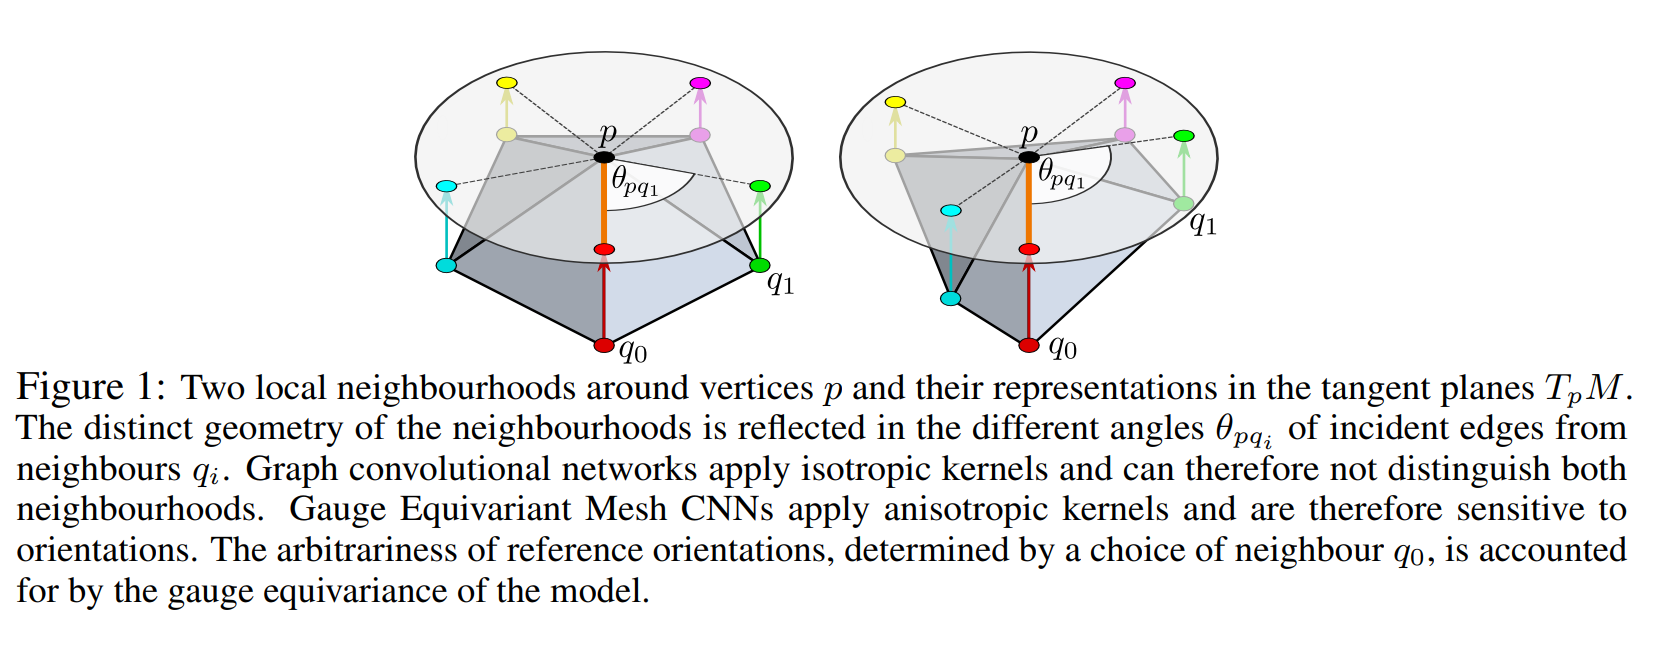 p
θpq1
q1
q0
p
θpq1
q1
q0
Figure 1: Two local neighbourhoods around vertices p and their representations in the tangent planes TpM.
The distinct geometry of the neighbourhoods is reflected in the different angles θpqi of incident edges from
neighbours qi. Graph convolutional networks apply isotropic kernels and can therefore not distinguish both
neighbourhoods. Gauge Equivariant Mesh CNNs apply anisotropic kernels and are therefore sensitive to
orientations. The arbitrariness of reference orientations, determined by a choice of neighbour q0, is accounted
for by the gauge equivariance of the model.